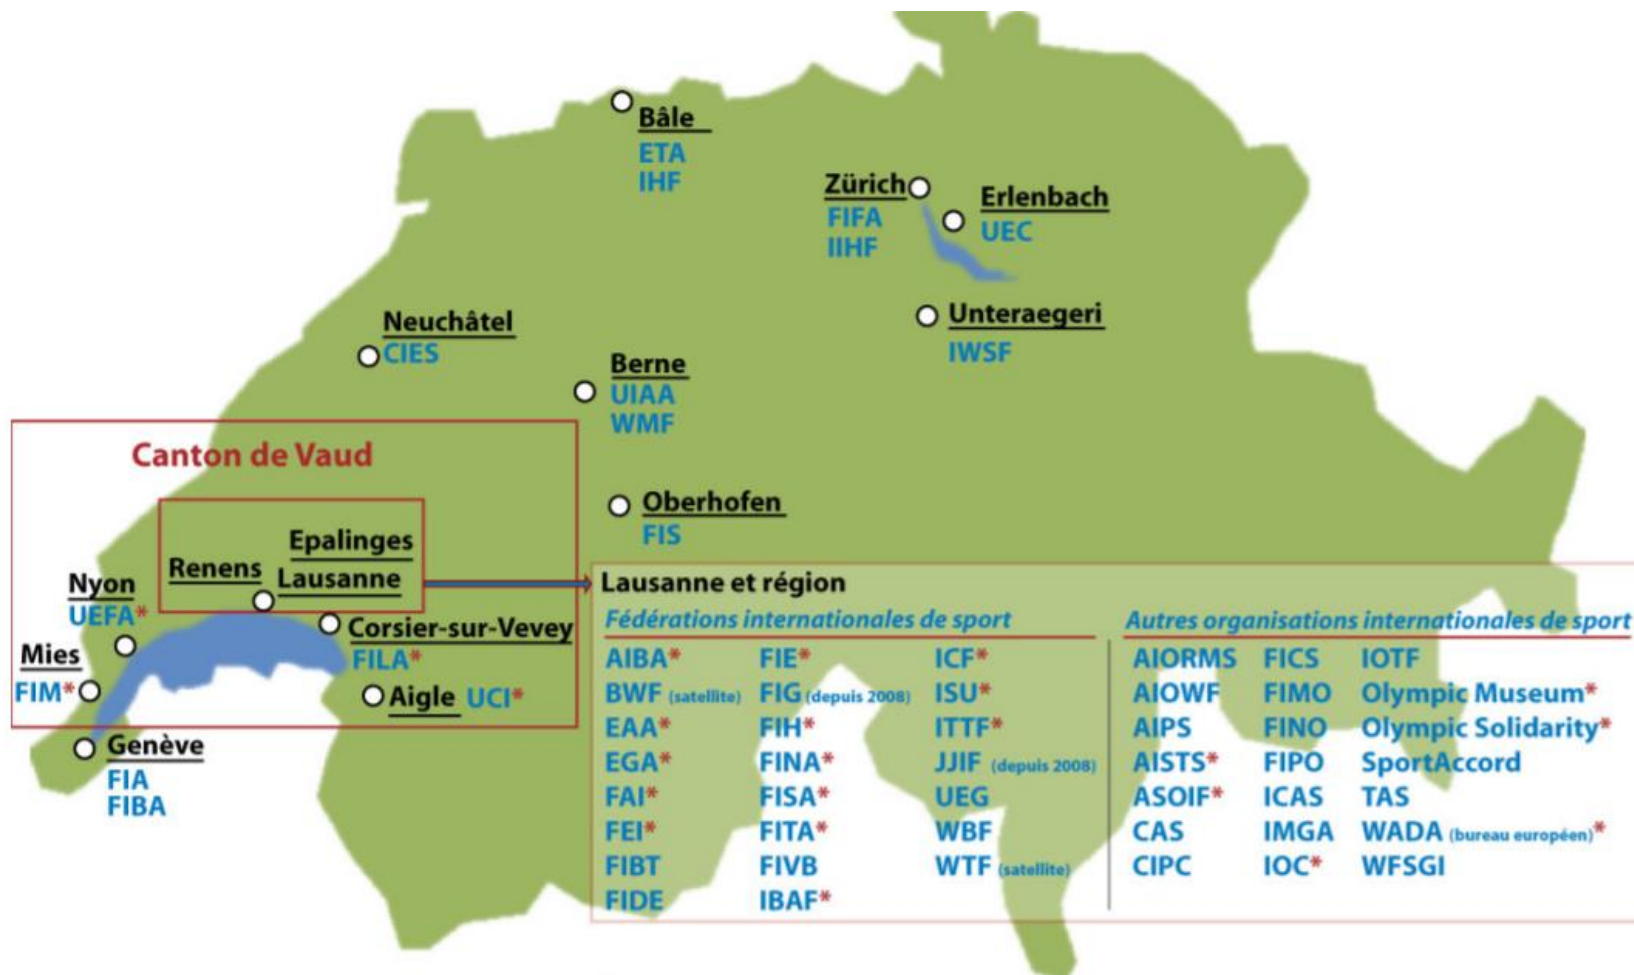 Bâle
ETA
IHF
Zürich
FIFA
IIHF
Erlenbach
UEC
Unteraegeri
IWSF
Neuchâtel
CIES
Berne
UIAA
WMF
Oberhofen
FIS
Canton de Vaud
Epalinges
Renens
Lausanne
Nyon
UEFA*
Corsier-sur-Vevey
FILA*
Mies
FIM*
Aigle UCI*
Genève
FIA
FIBA
Lausanne et région
Fédérations internationales de sport
AIBA* FIE* ICF*
BWF (satellite) FIG (depuis 2008) ISU*
EAA* FIH* ITTF*
EGA* FINA* JJIF (depuis 2008)
FAI* FISA* UEG
FEI* FITA* WBF
FIBT FIVB WTF (satellite)
FIDE IBAF*
Autres organisations internationales de sport
AIORMS FICS IOTF
AIOWF FIMO Olympic Museum*
AIPS FINO Olympic Solidarity*
AISTS* FIPO SportAccord
ASOIF* ICAS TAS
CAS IMGA WADA (bureau européen)*
CIPC IOC* WFSGI